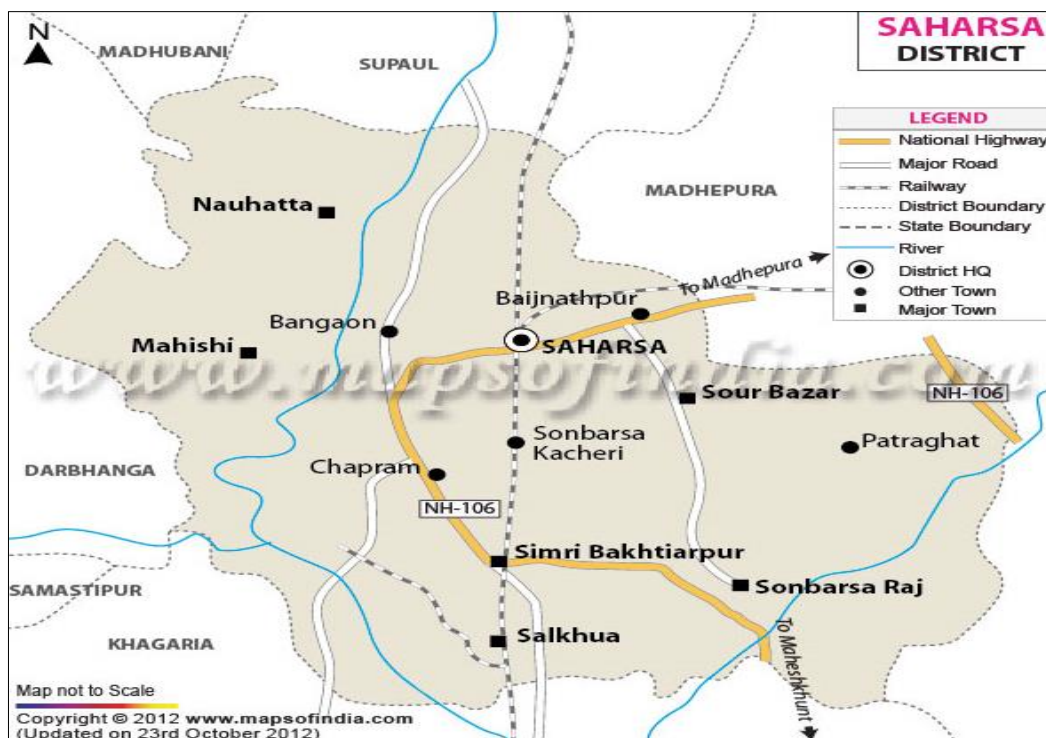 N
SAHARSA
DISTRICT
MADHUBANI
SUPAUL
LEGEND
National Highway
Major Road
Railway
District Boundary
State Boundary
River
District HQ
Other Town
Major Town
MADHEPURA
Nauhatta
To Madhepura
Baijnathpur
Bangaon
SAHARSA
Mahishi
www.mapsofindia.com
Sour Bazar
NH-106
Sonbarsa
Kacheri
Patraghat
DARBHANGA
Chapram
NH-106
Simri Bakhtiarpur
Sonbarsa Raj
SAMASTIPUR
KHAGARIA
Salkhua
To Maheshkhunt
Map not to Scale
Copyright © 2012 www.mapsofindia.com
(Updated on 23rd October 2012)